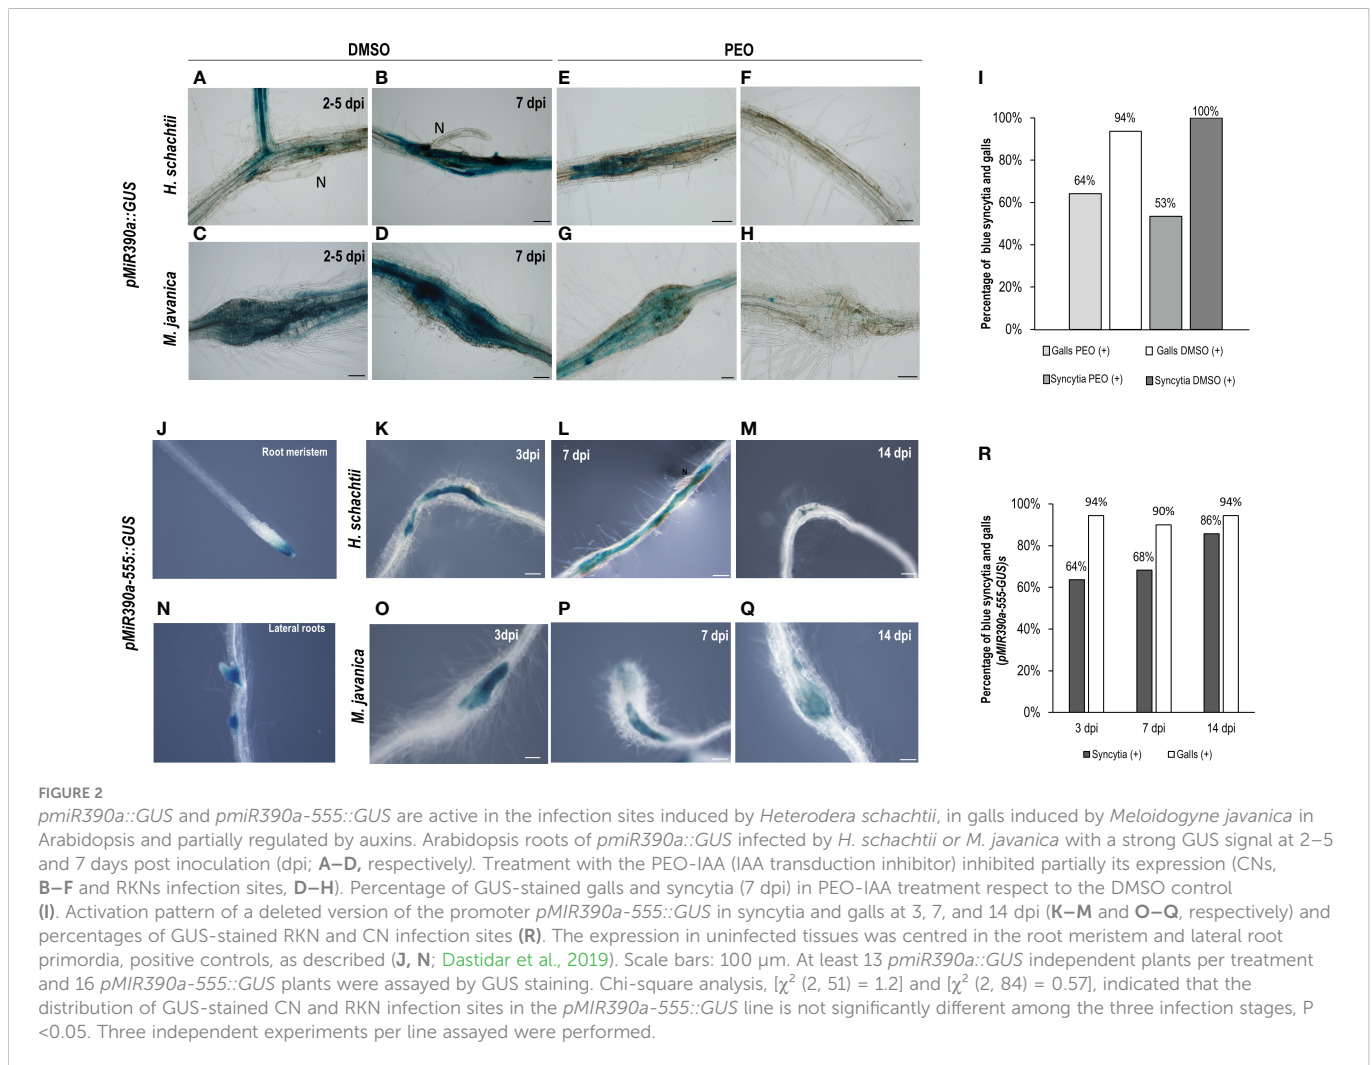 DMSO
PEO
A
B
E
F
I
2-5 dpi
7 dpi
N
N
H. schachtii
C
D
G
H
2-5 dpi
7 dpi
M. javanica
pMiR390a::GUS
Percentage of blue syncytia and galls
100%
80%
60%
40%
20%
0%
64%
94%
53%
100%
Galls PEO (+)
Galls DMSO (+)
Syncytia PEO (+)
Syncytia DMSO (+)
J
K
L
M
R
Root meristem
3dpi
7 dpi
N
14 dpi
H. schachtii
N
O
P
Q
Lateral roots
3dpi
7 dpi
14 dpi
M. javanica
pMiR390a-555::GUS
Percentage of blue syncytia and galls
(pMIR390a-555-GUS)s
100%
80%
60%
40%
20%
0%
64%
94%
68%
90%
86%
94%
3 dpi
7 dpi
14 dpi
Syncytia (+)
Galls (+)
FIGURE 2
pmiR390a::GUS and pmiR390a-555::GUS are active in the infection sites induced by Heterodera schachtii, in galls induced by Meloidogyne javanica in
Arabidopsis and partially regulated by auxins. Arabidopsis roots of pmiR390a::GUS infected by H. schachtii or M. javanica with a strong GUS signal at 2–5
and 7 days post inoculation (dpi; A–D, respectively). Treatment with the PEO-IAA (IAA transduction inhibitor) inhibited partially its expression (CNs,
B–F and RKNs infection sites, D–H). Percentage of GUS-stained galls and syncytia (7 dpi) in PEO-IAA treatment respect to the DMSO control
(I). Activation pattern of a deleted version of the promoter pMIR390a-555::GUS in syncytia and galls at 3, 7, and 14 dpi (K–M and O–Q, respectively) and
percentages of GUS-stained RKN and CN infection sites (R). The expression in uninfected tissues was centred in the root meristem and lateral root
primordia, positive controls, as described (J, N; Dastidar et al., 2019). Scale bars: 100 µm. At least 13 pmiR390a::GUS independent plants per treatment
and 16 pMIR390a-555::GUS plants were assayed by GUS staining. Chi-square analysis, [χ² (2, 51) = 1.2] and [χ² (2, 84) = 0.57], indicated that the
distribution of GUS-stained CN and RKN infection sites in the pMIR390a-555::GUS line is not significantly different among the three infection stages, P
<0.05. Three independent experiments per line assayed were performed.